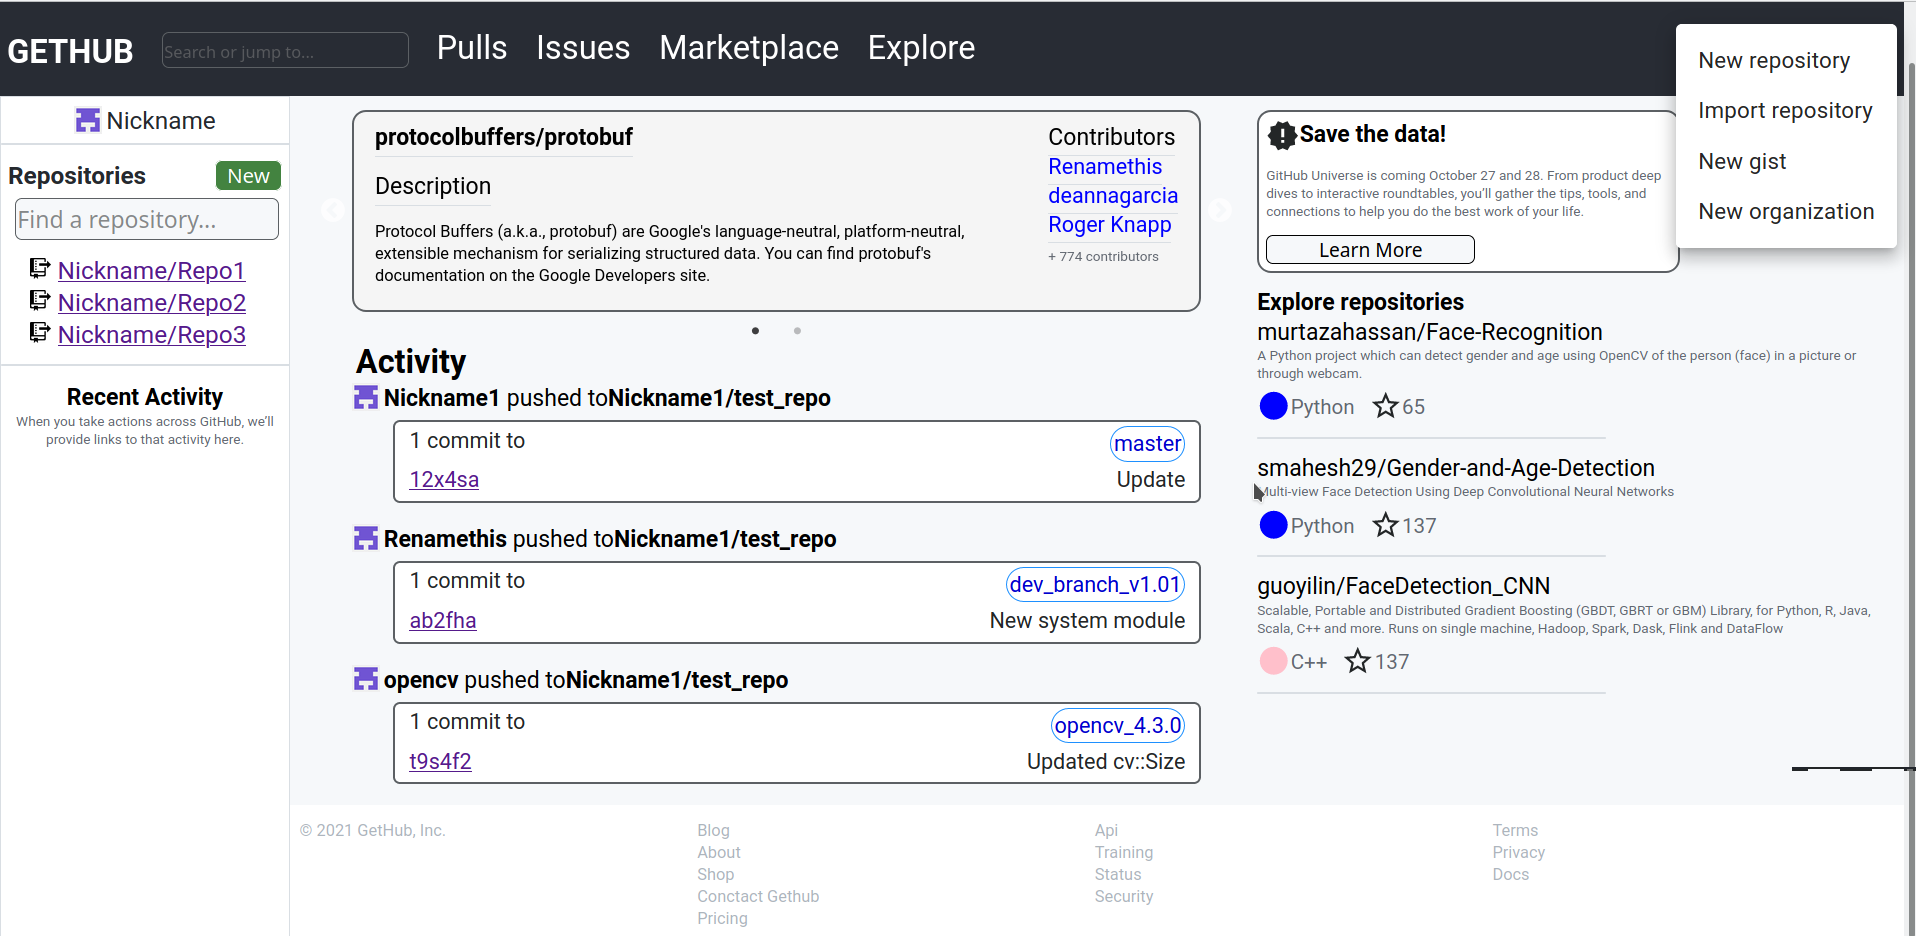 GETHUB
Search or jump to...
Pulls Issues Marketplace Explore
New repository
Import repository
New gist
New organization
Nickname
Repositories New
Find a repository...
Nickname/Repo1
Nickname/Repo2
Nickname/Repo3
Recent Activity
When you take actions across GitHub, we'll
provide links to that activity here.
protocolbuffers/protobuf
Description
Protocol Buffers (a.k.a., protobuf) are Google's language-neutral, platform-neutral,
extensible mechanism for serializing structured data. You can find protobuf's
documentation on the Google Developers site.
Contributors
Renamethis
deannagarcia
Roger Knapp
+ 774 contributors
Activity
Nickname1 pushed toNickname1/test_repo
1 commit to
master
12x4sa
Update
Renamethis pushed toNickname1/test_repo
1 commit to
dev_branch_v1.01
ab2fha
New system module
opencv pushed toNickname1/test_repo
1 commit to
opencv_4.3.0
t9s4f2
Updated cv::Size
Save the data!
GitHub Universe is coming October 27 and 28. From product deep
dives to interactive roundtables, you'll gather the tips, tools, and
connections to help you do the best work of your life.
Learn More
Explore repositories
murtazahassan/Face-Recognition
A Python project which can detect gender and age using OpenCV of the person (face) in a picture or
through webcam.
Python 65
smahesh29/Gender-and-Age-Detection
Multi-view Face Detection Using Deep Convolutional Neural Networks
Python 137
guoyilin/FaceDetection_CNN
Scalable, Portable and Distributed Gradient Boosting (GBDT, GBRT or GBM) Library, for Python, R, Java,
Scala, C++ and more. Runs on single machine, Hadoop, Spark, Dask, Flink and DataFlow
C++ 137
© 2021 GetHub, Inc.
Blog
About
Shop
Conctact Gethub
Pricing
Api
Training
Status
Security
Terms
Privacy
Docs